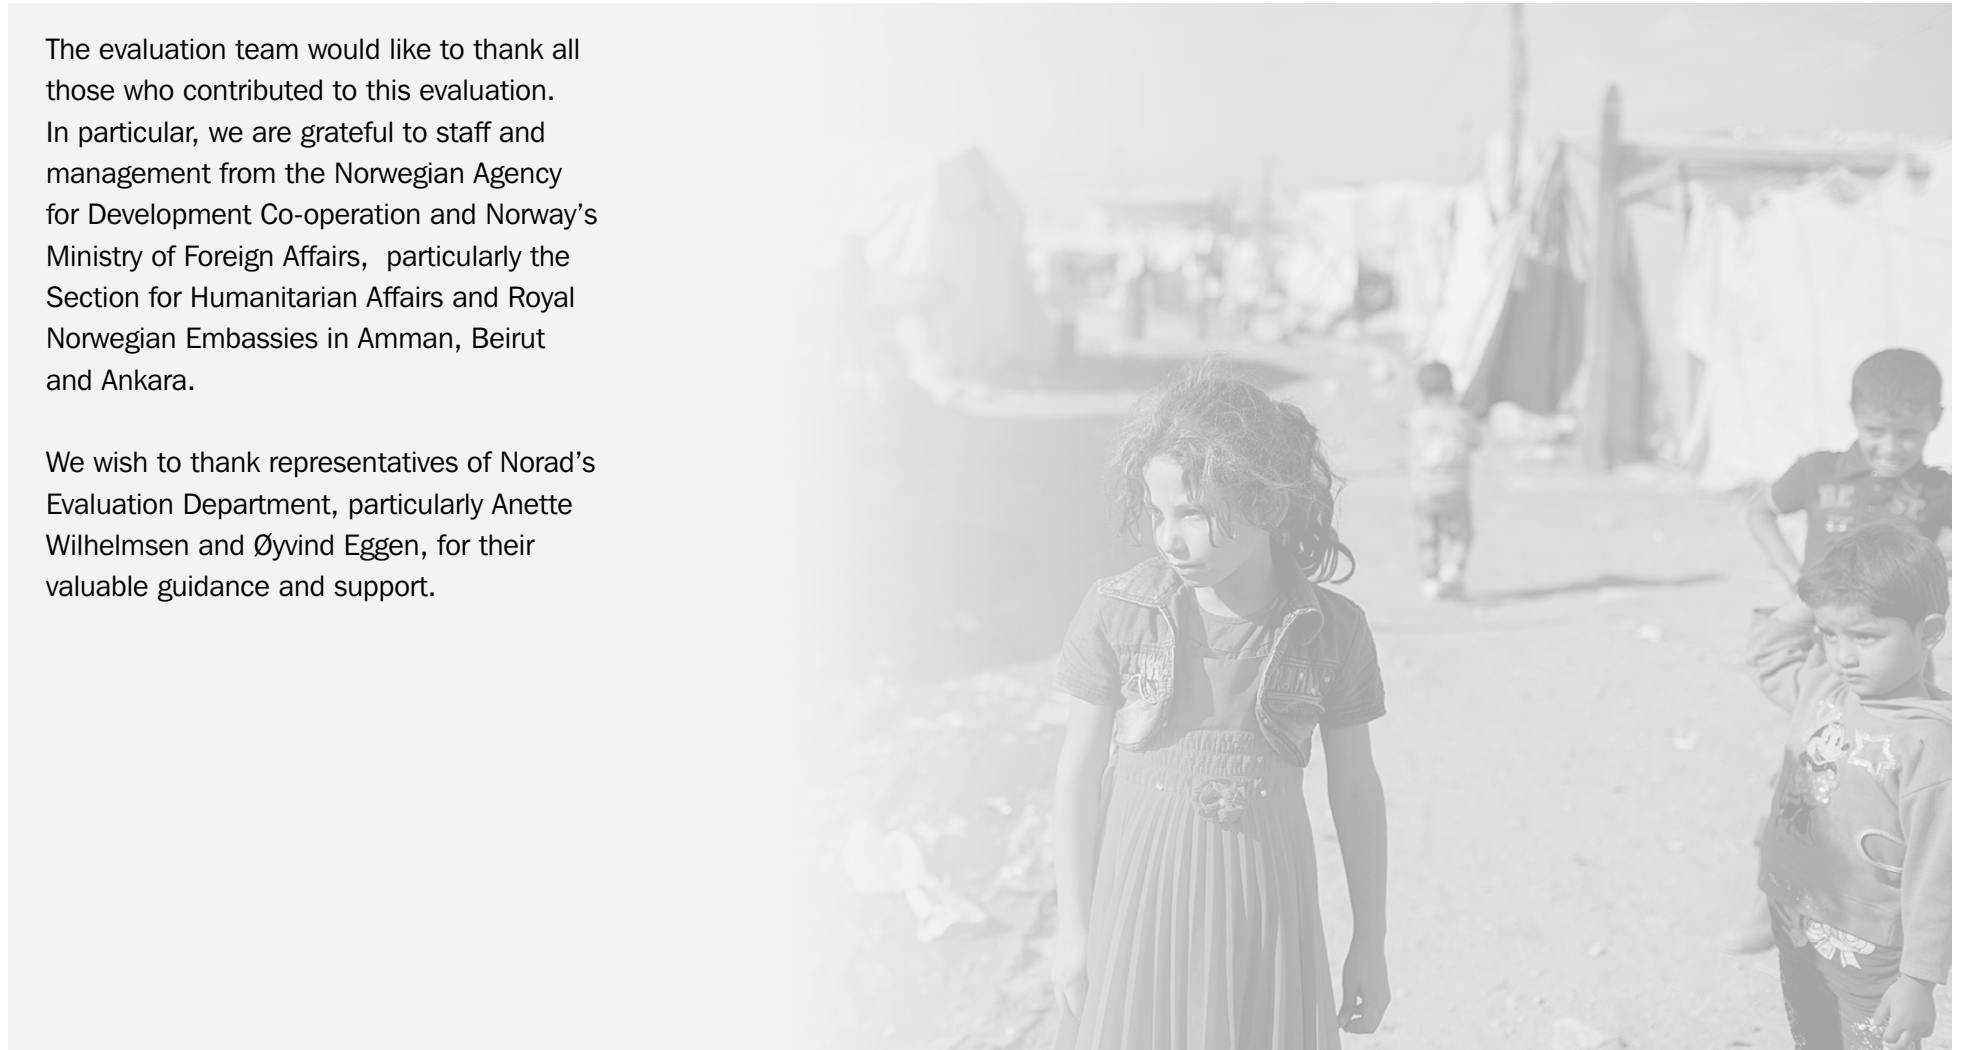 The evaluation team would like to thank all
those who contributed to this evaluation.
In particular, we are grateful to staff and
management from the Norwegian Agency
for Development Co-operation and Norway’s
Ministry of Foreign Affairs,  particularly the
Section for Humanitarian Affairs and Royal
Norwegian Embassies in Amman, Beirut
and Ankara.

We wish to thank representatives of Norad’s
Evaluation Department, particularly Anette
Wilhelmsen and Øyvind Eggen, for their
valuable guidance and support.